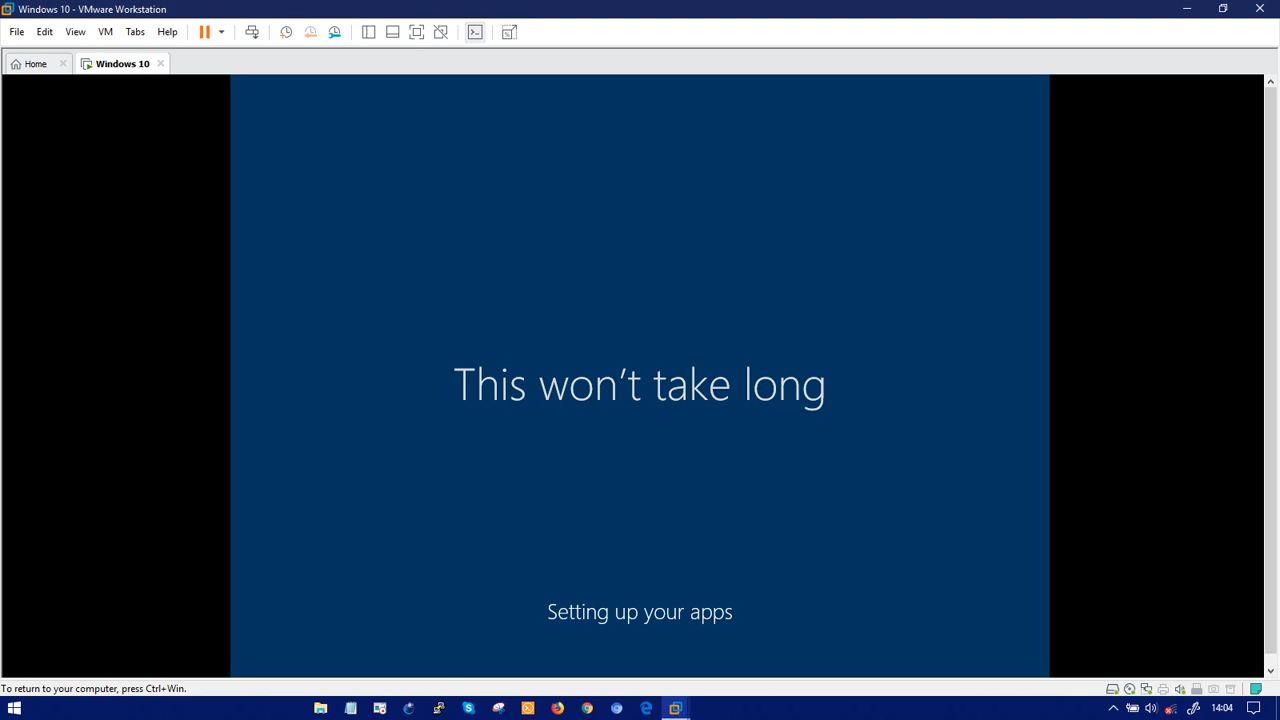 Windows 10 - VMware Workstation
File Edit View VM Tabs Help
Home Windows 10
This won't take long
Setting up your apps
To return to your computer, press Ctrl+Win.
14:04